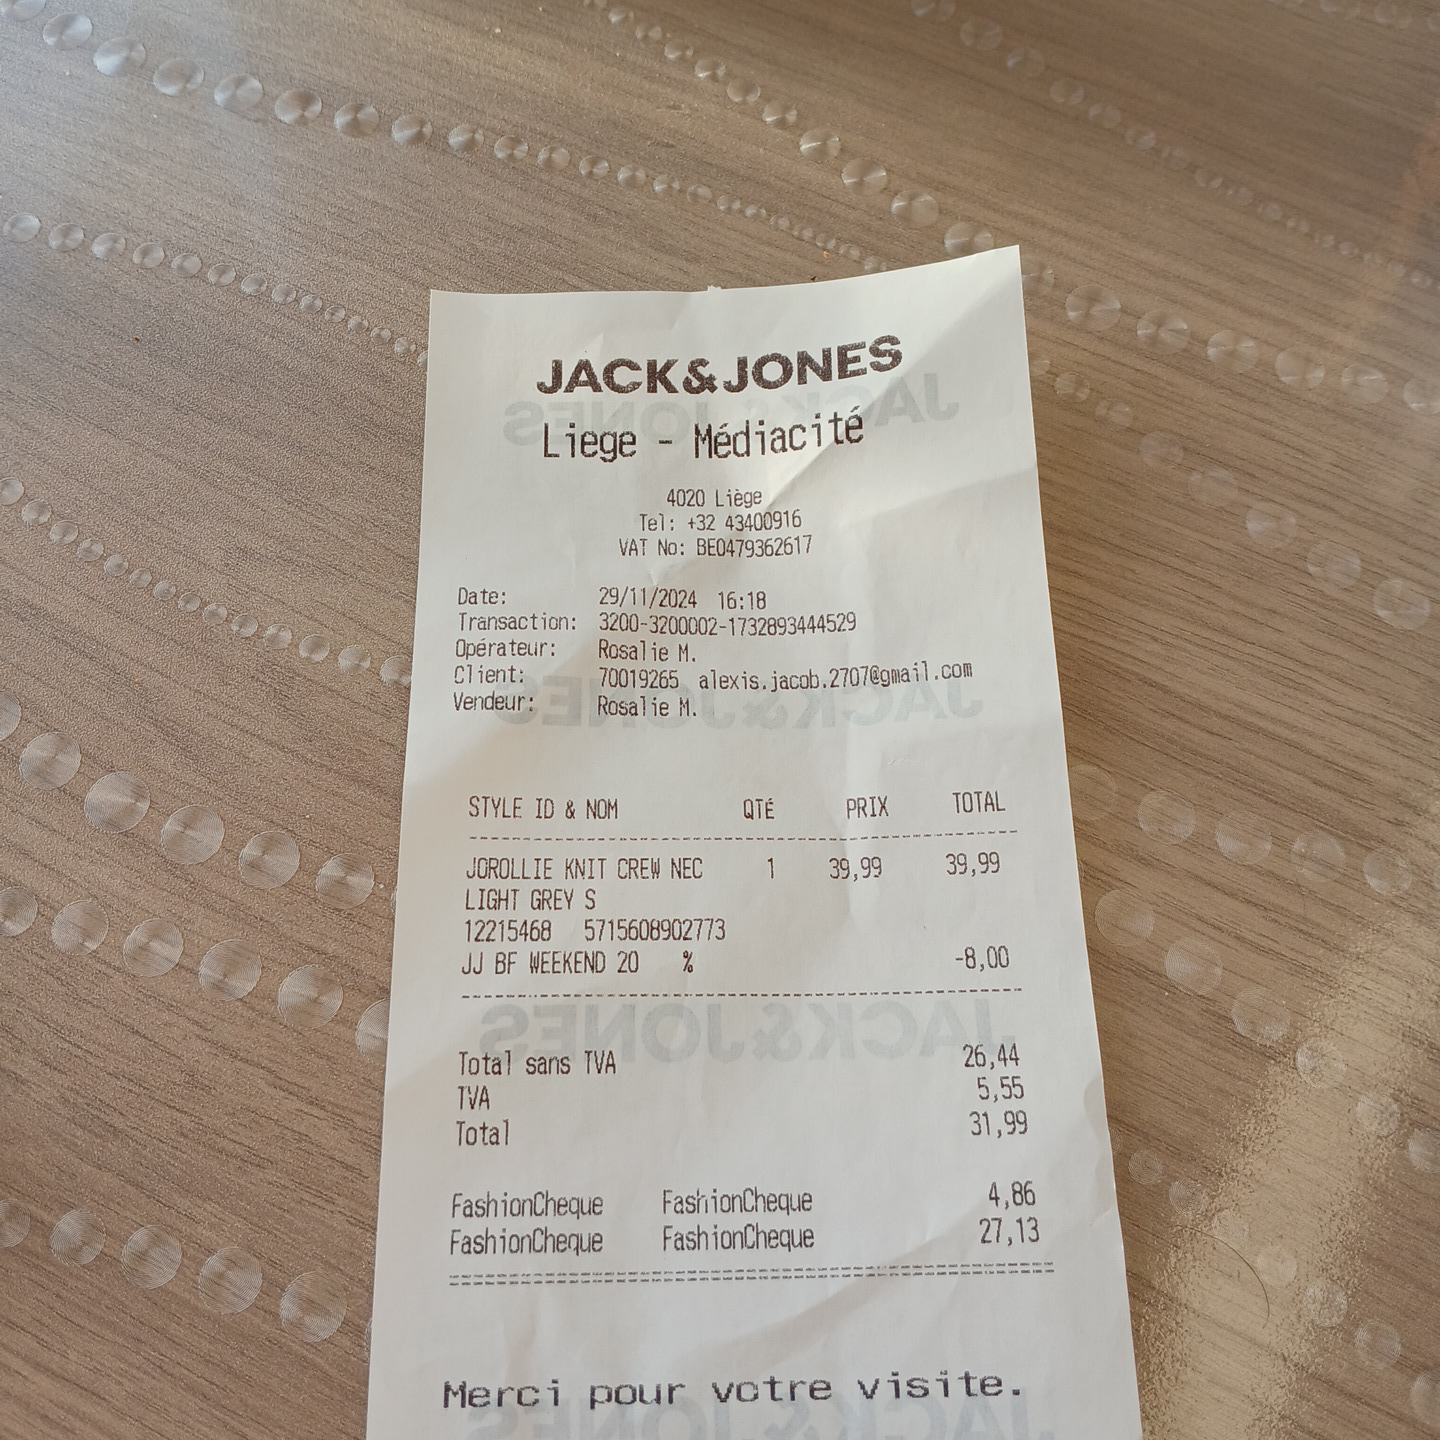 JACK&JONES
Liege - Médiacité
4020 Liège
Tel: +32 43400916
VAT No: BE0479362617
Date: 29/11/2024 16:18
Transaction: 3200-3200002-1732893444529
Opérateur: Rosalie M.
Client: 70019265 alexis.jacob.2707@gmail.com
Vendeur: Rosalie M.
STYLE ID & NOM QTÉ PRIX TOTAL
JOROLLIE KNIT CREW NEC 1 39,99 39,99
LIGHT GREY S
12215468 5715608902773
JJ BF WEEKEND 20 % -8,00
Total sans TVA 26,44
TVA 5,55
Total 31,99
FashionCheque FashionCheque 4,86
FashionCheque FashionCheque 27,13
Merci pour votre visite.